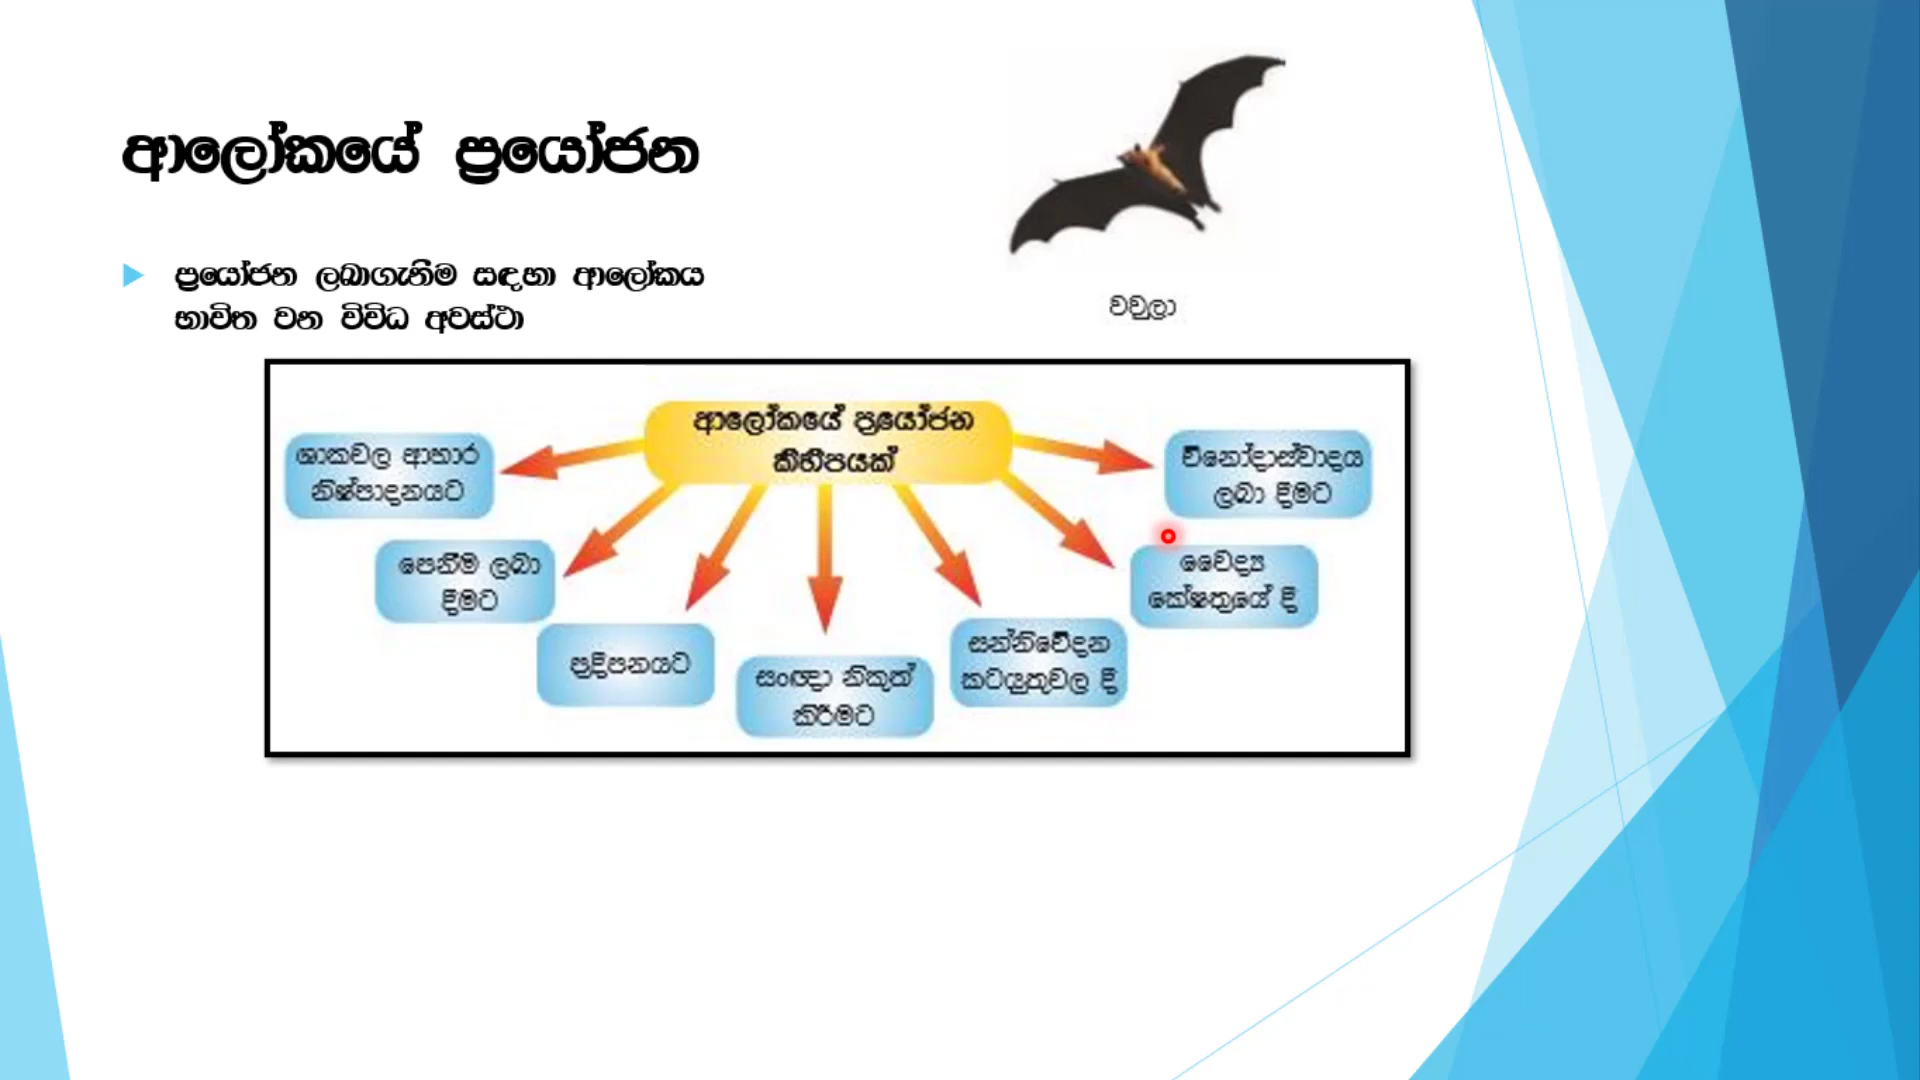 ආලෝකයේ ප්‍රයෝජන
ප්‍රයෝජන ලබාගැනීම සඳහා ආලෝකය
භාවිත වන විවිධ අවස්ථා
වවුලා
ආලෝකයේ ප්‍රයෝජන
කිහිපයක්
ශාකවල ආහාර
නිෂ්පාදනයට
පෙනීම ලබා
දීමට
ප්‍රදීපනයට
සංඥා නිකුත්
කිරීමට
සන්නිවේදන
කටයුතුවල දී
වෛද්‍ය
ක්ෂේත්‍රයේ දී
විනෝදාස්වාදය
ලබා දීමට